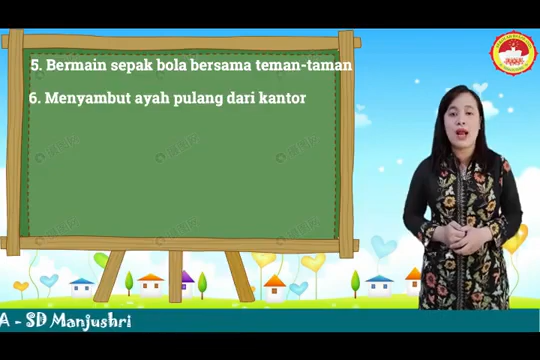 5. Bermain sepak bola bersama teman-taman
6. Menyambut ayah pulang dari kantor
A - SD Manjushri